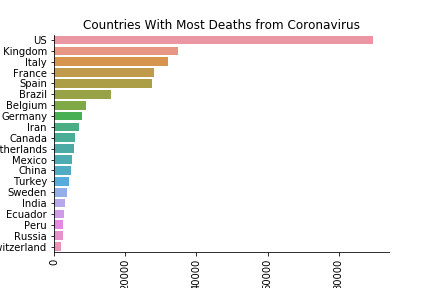 Countries With Most Deaths from Coronavirus
US
Kingdom
Italy
France
Spain
Brazil
Belgium
Germany
Iran
Canada
therlands
Mexico
China
Turkey
Sweden
India
Ecuador
Peru
Russia
witzerland
0
20000
40000
60000
80000